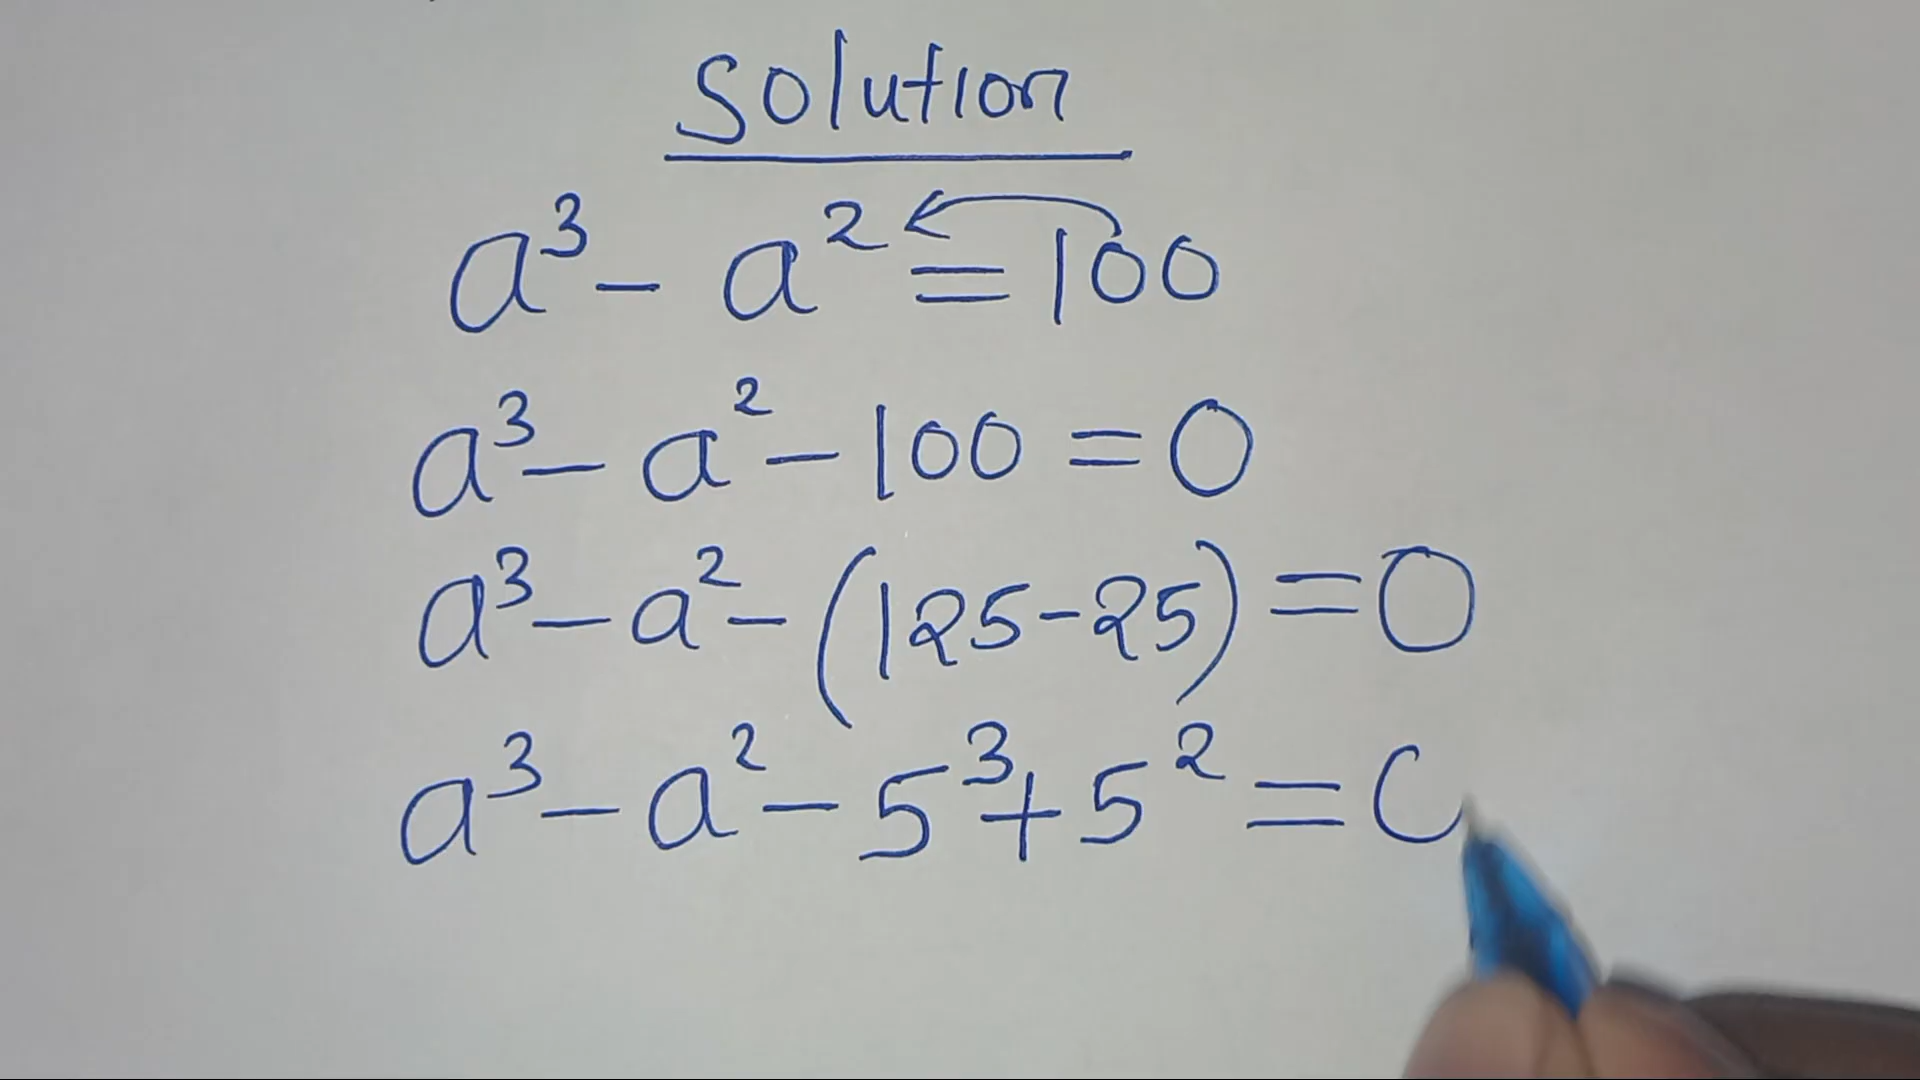 Solution
a³ - a² = 100
a³ - a² - 100 = 0
a³ - a² - (125 - 25) = 0
a³ - a² - 5³ + 5² = 0